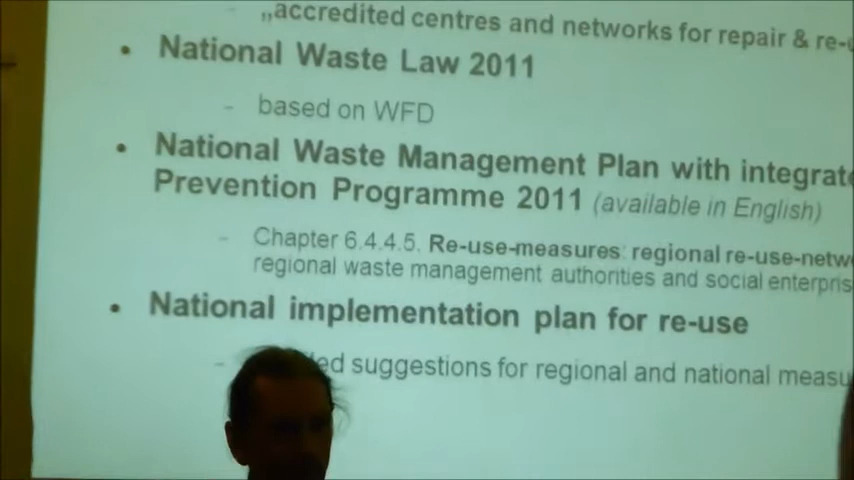 - „accredited centres and networks for repair & re-
• National Waste Law 2011
- based on WFD
• National Waste Management Plan with integrate
Prevention Programme 2011 (available in English)
- Chapter 6.4.4.5. Re-use-measures: regional re-use-netw
regional waste management authorities and social enterpris
• National implementation plan for re-use
- suggestions for regional and national measu